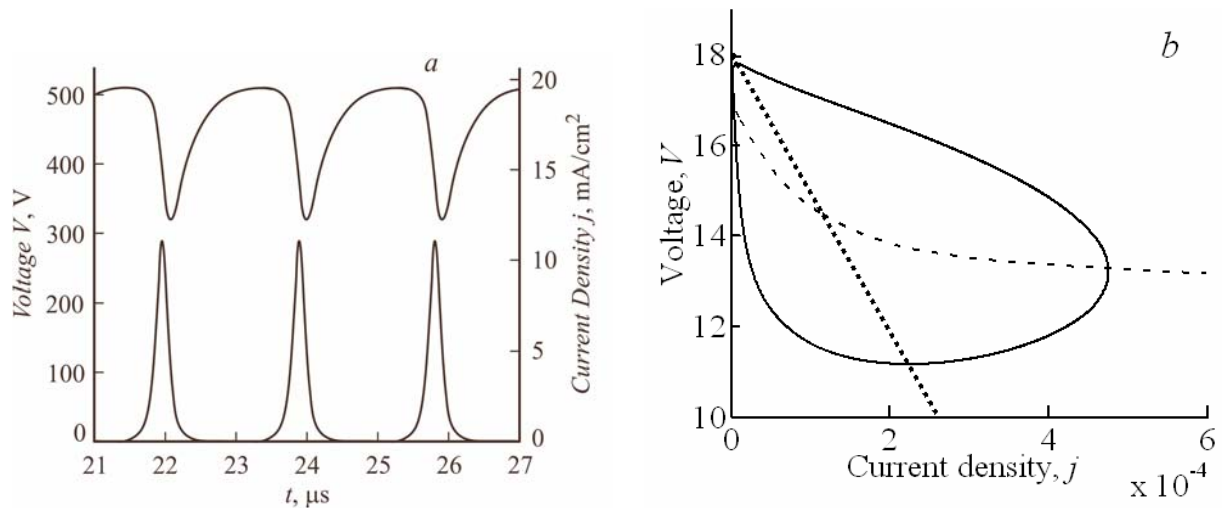 a
Voltage V, V
500
400
300
200
100
0
20
15
10
5
0
Current Density j, mA/cm²
21 22 23 24 25 26 27
t, μs
b
Voltage, V
18
16
14
12
10
0 2 4 6
Current density, j
x 10⁻⁴